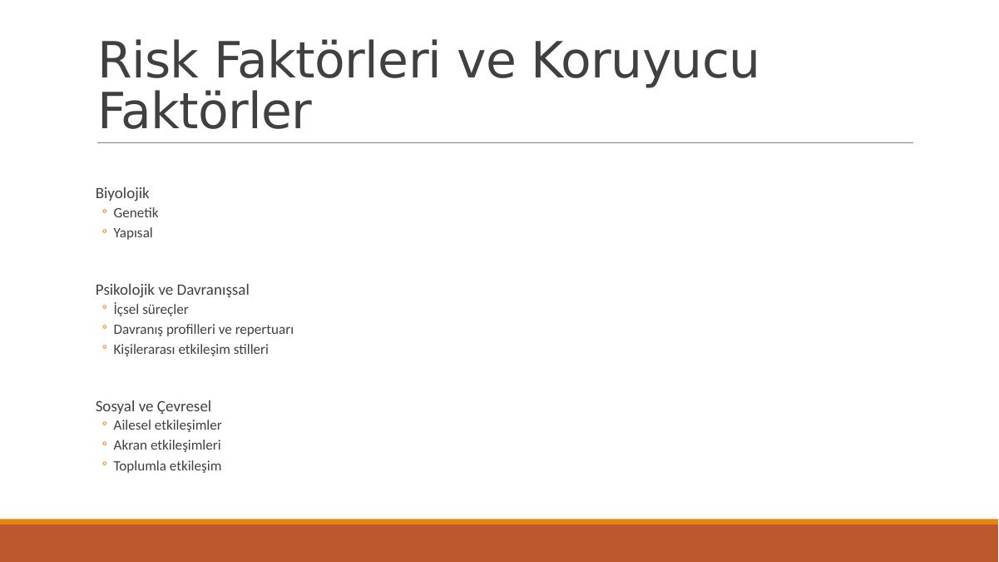 Risk Faktörleri ve Koruyucu
Faktörler
Biyolojik
° Genetik
° Yapısal
Psikolojik ve Davranışsal
° İçsel süreçler
° Davranış profilleri ve repertuarı
° Kişilerarası etkileşim stilleri
Sosyal ve Çevresel
° Ailesel etkileşimler
° Akran etkileşimleri
° Toplumla etkileşim